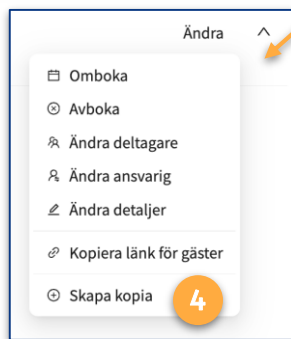 Ändra
Omboka
Avboka
Ändra deltagare
Ändra ansvarig
Ändra detaljer
Kopiera länk för gäster
Skapa kopia 4